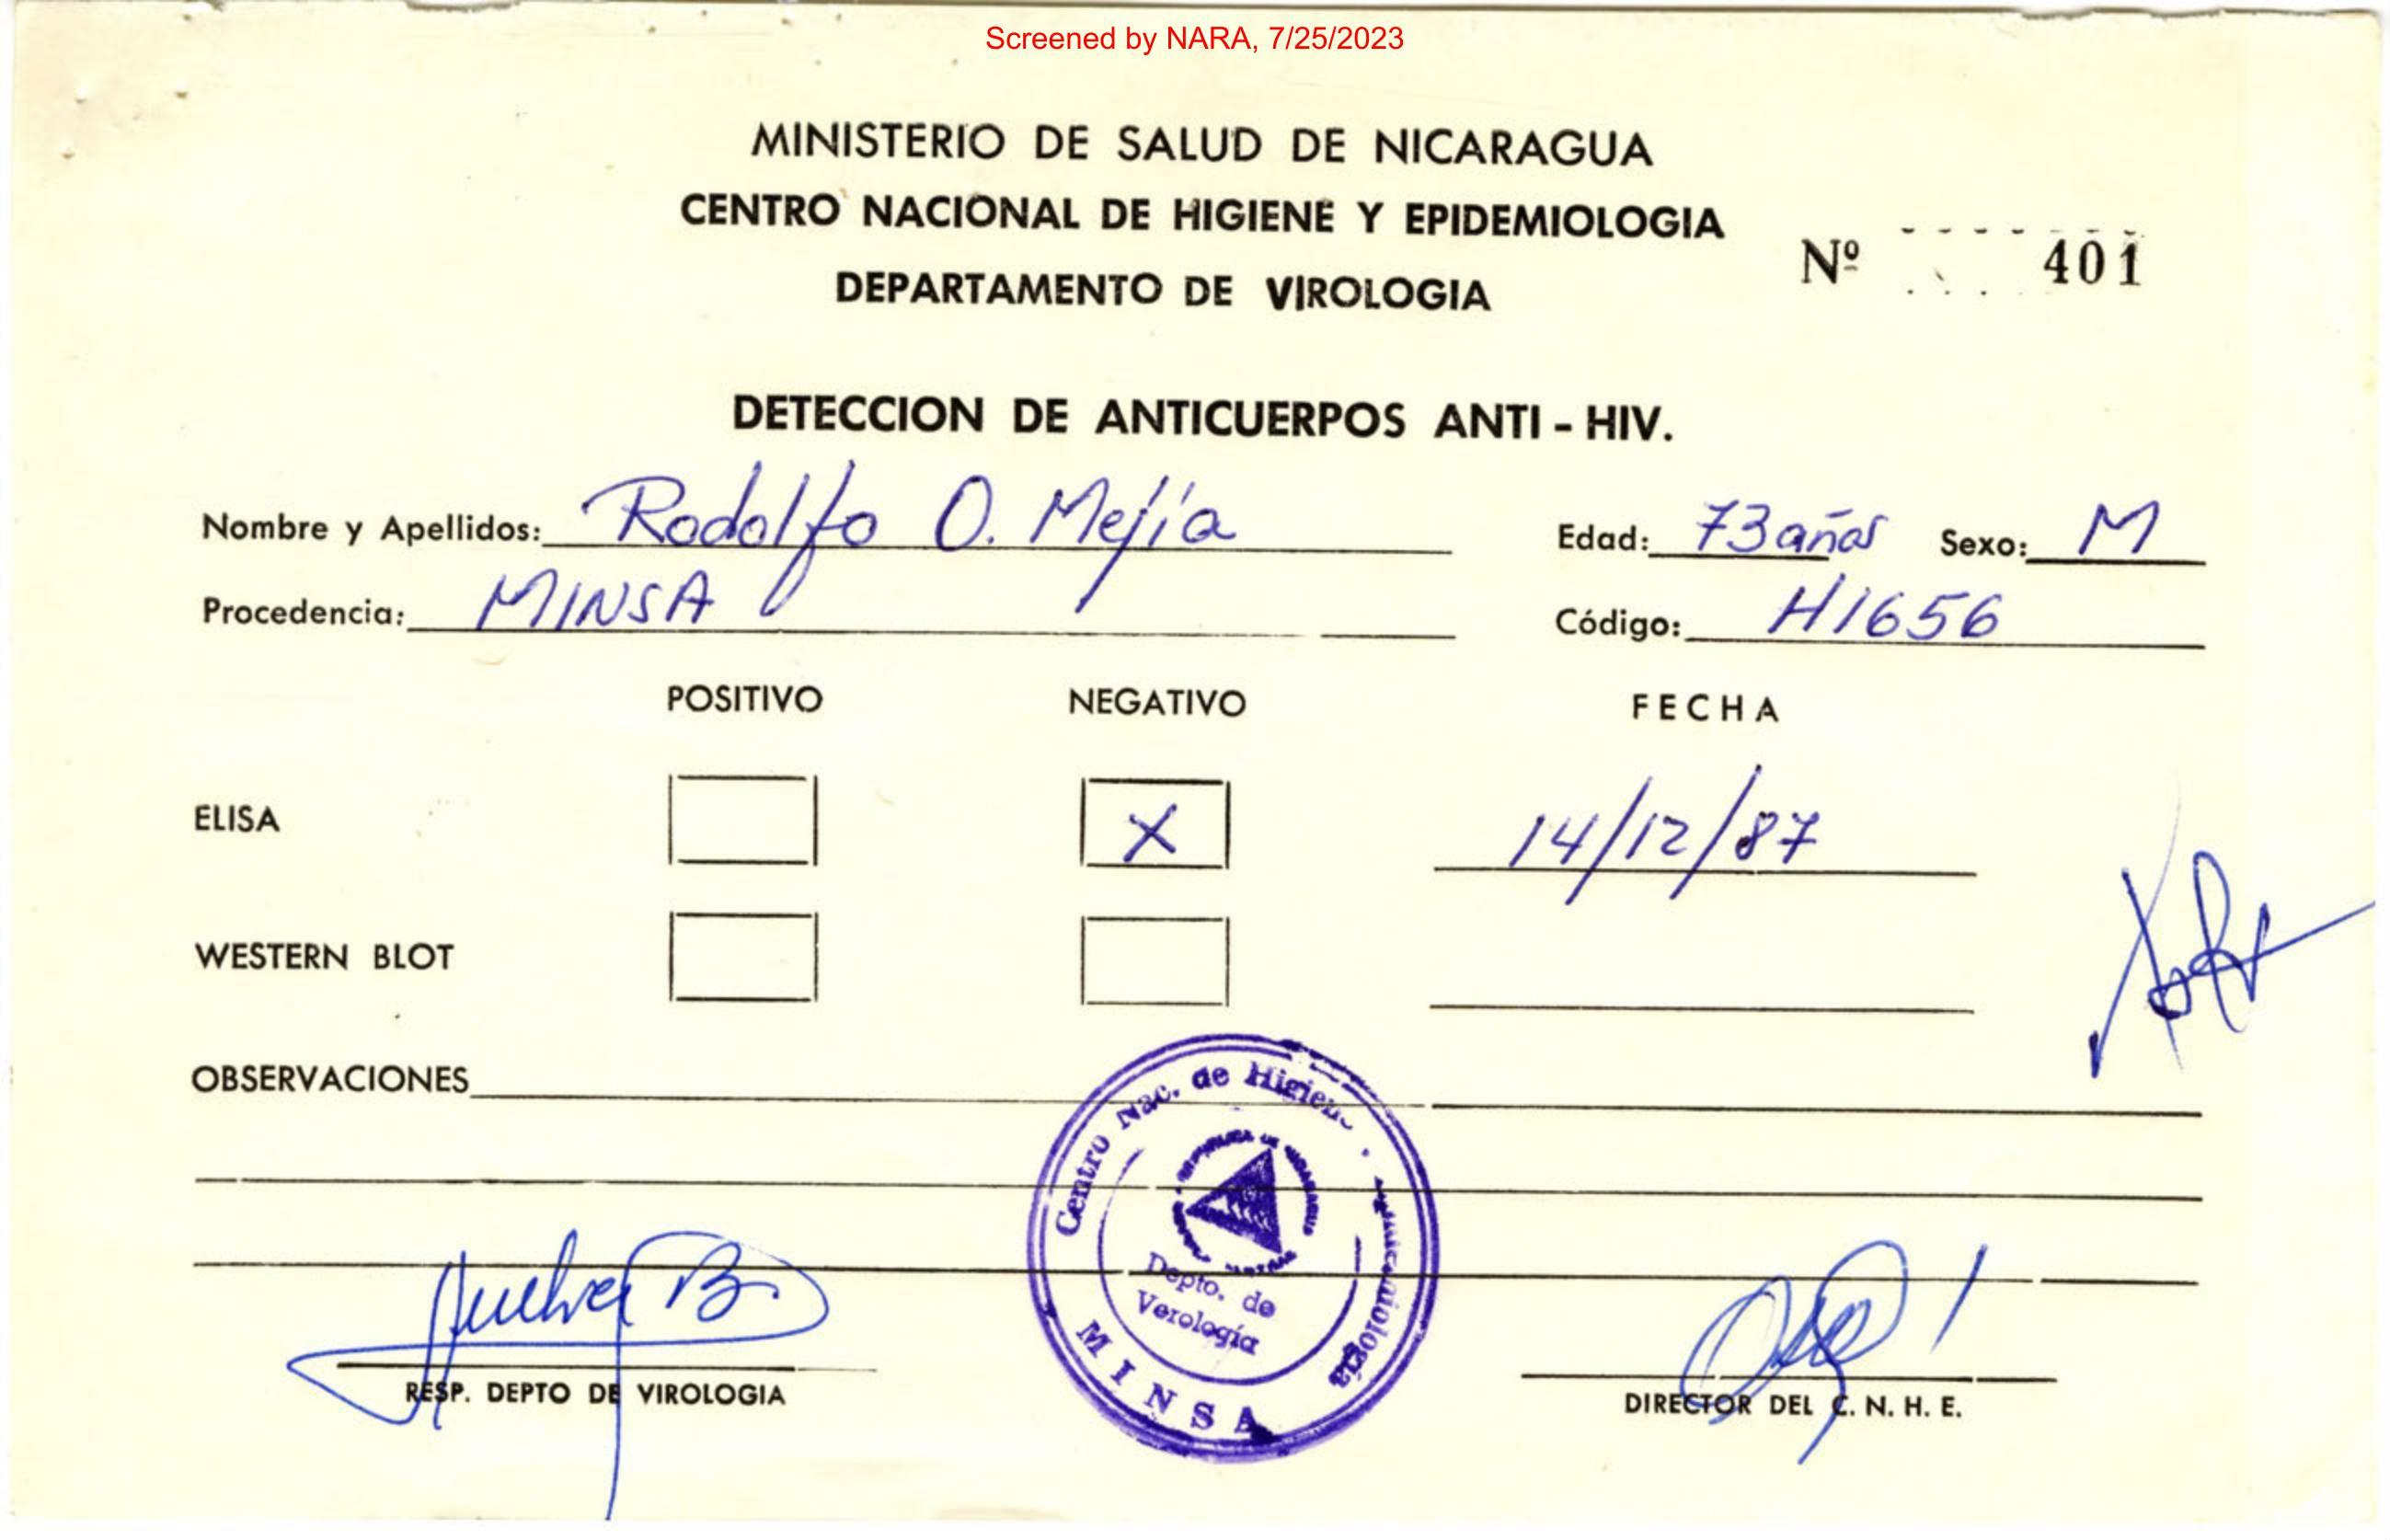 Screened by NARA, 7/25/2023
MINISTERIO DE SALUD DE NICARAGUA
CENTRO NACIONAL DE HIGIENE Y EPIDEMIOLOGIA
Nº 401
DEPARTAMENTO DE VIROLOGIA
DETECCION DE ANTICUERPOS ANTI - HIV.
Nombre y Apellidos: Rodolfo O. Mejía Edad: 73 años Sexo: M
Procedencia: MINSA Código: H1656
POSITIVO NEGATIVO FECHA
ELISA X 14/12/87
WESTERN BLOT
OBSERVACIONES
Centro Nac. de Higiene
Depto. de
Verología
MINSA
RESP. DEPTO DE VIROLOGIA
DIRECTOR DEL C. N. H. E.